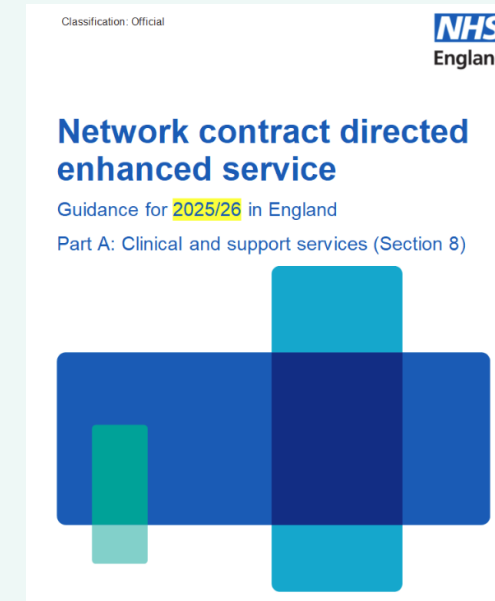 Classification: Official
NHS
Englan
Network contract directed
enhanced service
Guidance for 2025/26 in England
Part A: Clinical and support services (Section 8)